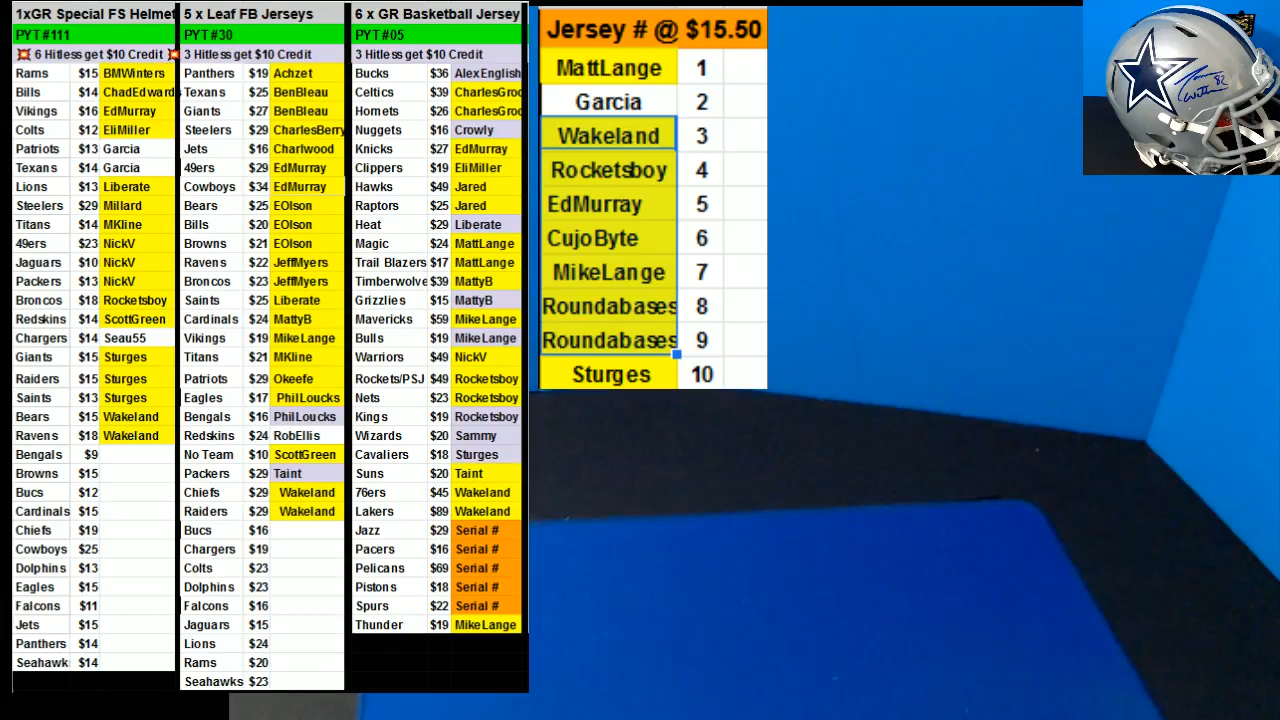 1xGR Special FS Helmet
PYT #111
💥 6 Hitless get $10 Credit 💥
Rams $15 BMWinters
Bills $14 ChadEdwards
Vikings $16 EdMurray
Colts $12 EliMiller
Patriots $13 Garcia
Texans $14 Garcia
Lions $13 Liberate
Steelers $29 Millard
Titans $14 MKline
49ers $23 NickV
Jaguars $10 NickV
Packers $13 NickV
Broncos $18 Rocketsboy
Redskins $14 ScottGreen
Chargers $14 Seau55
Giants $15 Sturges
Raiders $15 Sturges
Saints $13 Sturges
Bears $15 Wakeland
Ravens $18 Wakeland
Bengals $9
Browns $15
Bucs $12
Cardinals $15
Chiefs $19
Cowboys $25
Dolphins $13
Eagles $15
Falcons $11
Jets $15
Panthers $14
Seahawk $14
5 x Leaf FB Jerseys
PYT #30
3 Hitless get $10 Credit
Panthers $19 Achzet
Texans $25 BenBleau
Giants $27 BenBleau
Steelers $29 CharlesBerry
Jets $16 Charlwood
49ers $29 EdMurray
Cowboys $34 EdMurray
Bears $25 EOlson
Bills $20 EOlson
Browns $21 EOlson
Ravens $22 JeffMyers
Broncos $23 JeffMyers
Saints $25 Liberate
Cardinals $24 MattyB
Vikings $19 MikeLange
Titans $21 MKline
Patriots $29 Okeefe
Eagles $17 PhilLoucks
Bengals $16 PhilLoucks
Redskins $24 RobEllis
No Team $10 ScottGreen
Packers $29 Taint
Chiefs $29 Wakeland
Raiders $29 Wakeland
Bucs $16
Chargers $19
Colts $23
Dolphins $23
Falcons $16
Jaguars $15
Lions $24
Rams $20
Seahawks $23
6 x GR Basketball Jersey
PYT #05
3 Hitless get $10 Credit
Bucks $36 AlexEnglish
Celtics $39 CharlesGroc
Hornets $26 CharlesGroc
Nuggets $16 Crowly
Knicks $27 EdMurray
Clippers $19 EliMiller
Hawks $49 Jared
Raptors $25 Jared
Heat $29 Liberate
Magic $24 MattLange
Trail Blazers $17 MattLange
Timberwolve $39 MattyB
Grizzlies $15 MattyB
Mavericks $59 MikeLange
Bulls $19 MikeLange
Warriors $49 NickV
Rockets/PSJ $49 Rocketsboy
Nets $23 Rocketsboy
Kings $19 Rocketsboy
Wizards $20 Sammy
Cavaliers $18 Sturges
Suns $20 Taint
76ers $45 Wakeland
Lakers $89 Wakeland
Jazz $29 Serial #
Pacers $16 Serial #
Pelicans $69 Serial #
Pistons $18 Serial #
Spurs $22 Serial #
Thunder $19 MikeLange
Jersey # @ $15.50
MattLange 1
Garcia 2
Wakeland 3
Rocketsboy 4
EdMurray 5
CujoByte 6
MikeLange 7
Roundabases 8
Roundabases 9
Sturges 10